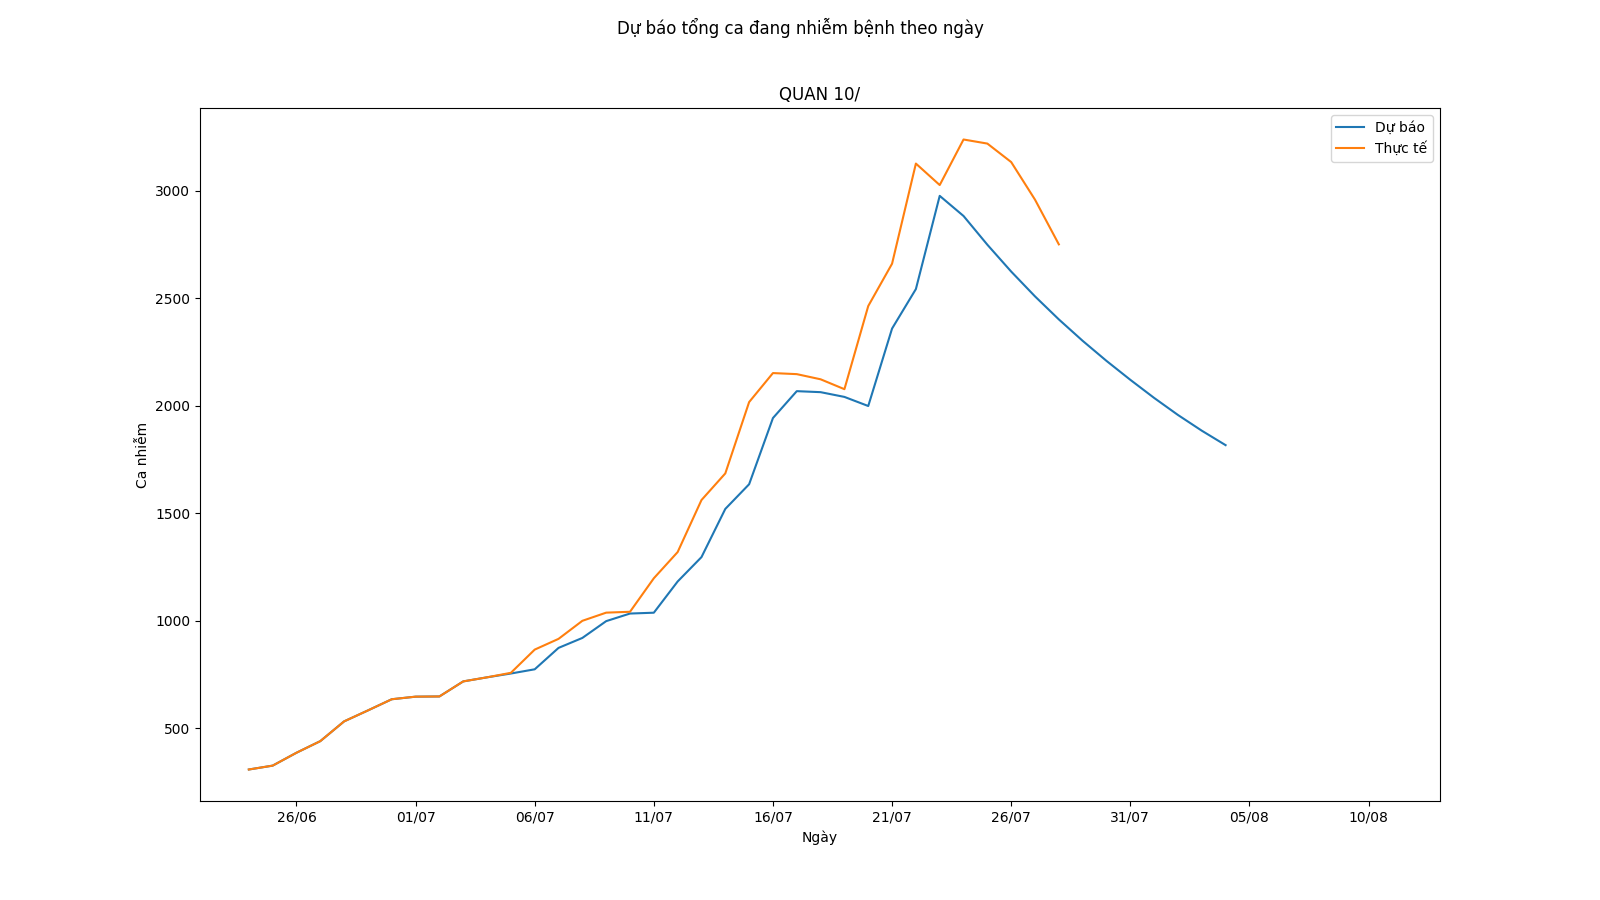 Dự báo tổng ca đang nhiễm bệnh theo ngày
QUAN 10/
Dự báo
Thực tế
3000
2500
2000
1500
1000
500
Ca nhiễm
26/06 01/07 06/07 11/07 16/07 21/07 26/07 31/07 05/08 10/08
Ngày